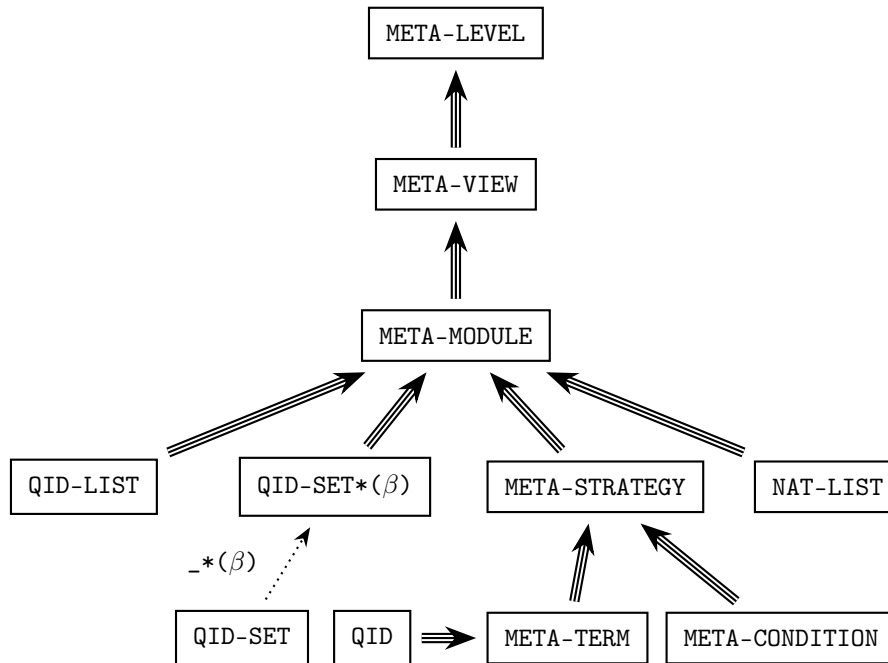 META-LEVEL
META-VIEW
META-MODULE
QID-LIST QID-SET*(β) META-STRATEGY NAT-LIST
_*(β)
QID-SET QID META-TERM META-CONDITION